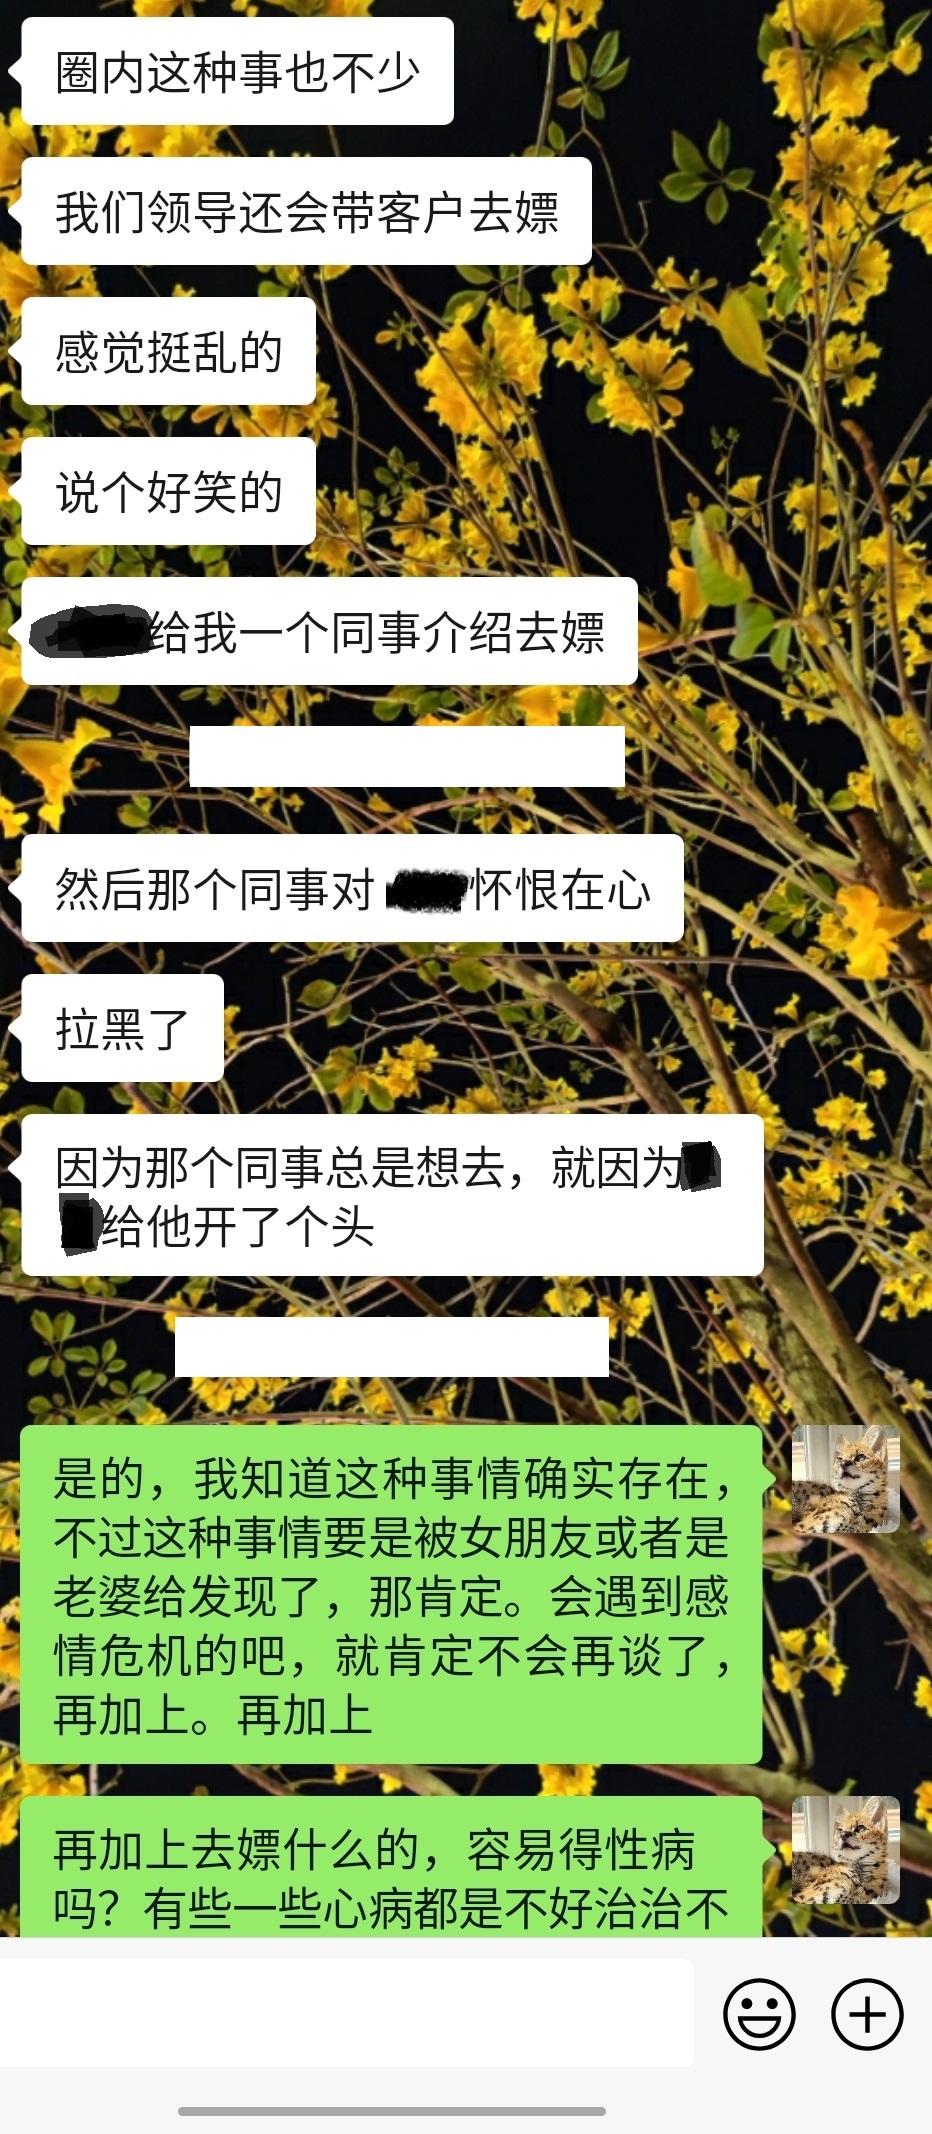 圈内这种事也不少
我们领导还会带客户去嫖
感觉挺乱的
说个好笑的
给我一个同事介绍去嫖
然后那个同事对
怀恨在心
拉黑了
因为那个同事总是想去，就因为
给他开了个头
是的，我知道这种事情确实存在，
不过这种事情要是被女朋友或者是
老婆给发现了，那肯定。会遇到感
情危机的吧，就肯定不会再谈了，
再加上。再加上
再加上去嫖什么的，容易得性病
吗？有些一些心病都是不好治治不